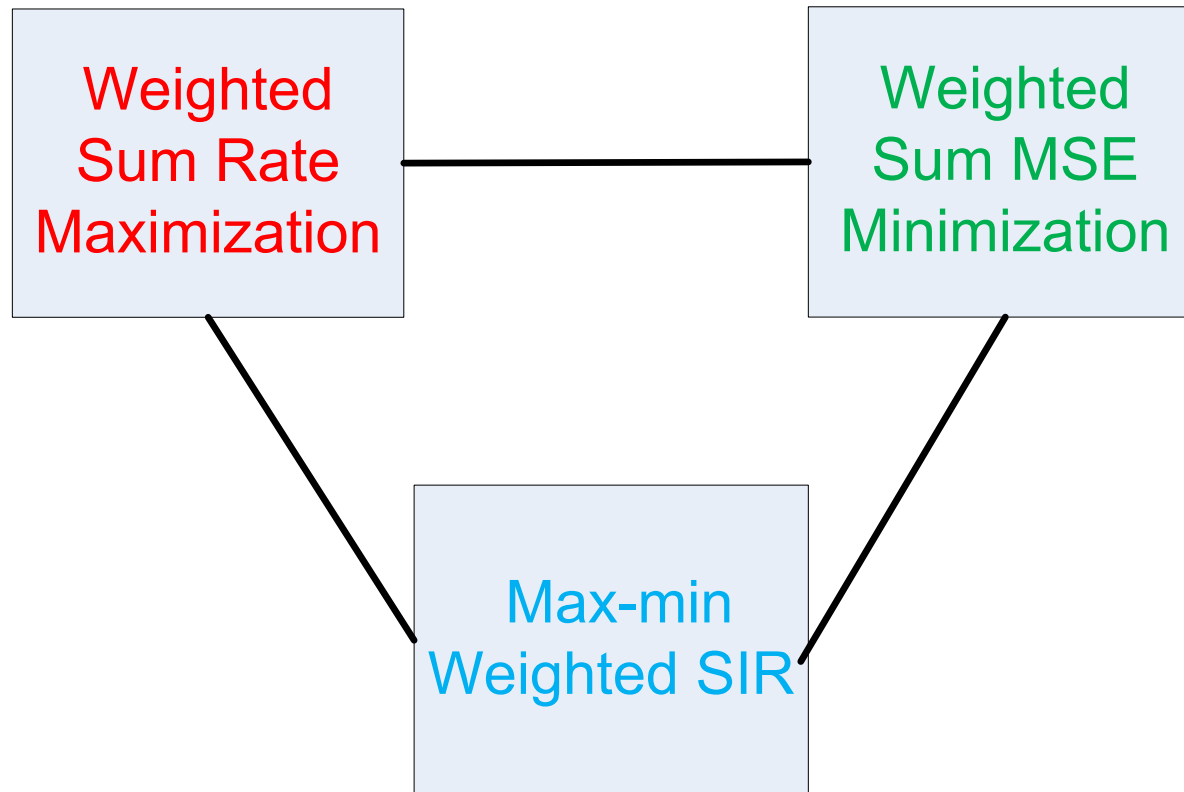 Weighted
Sum Rate
Maximization
Weighted
Sum MSE
Minimization
Max-min
Weighted SIR